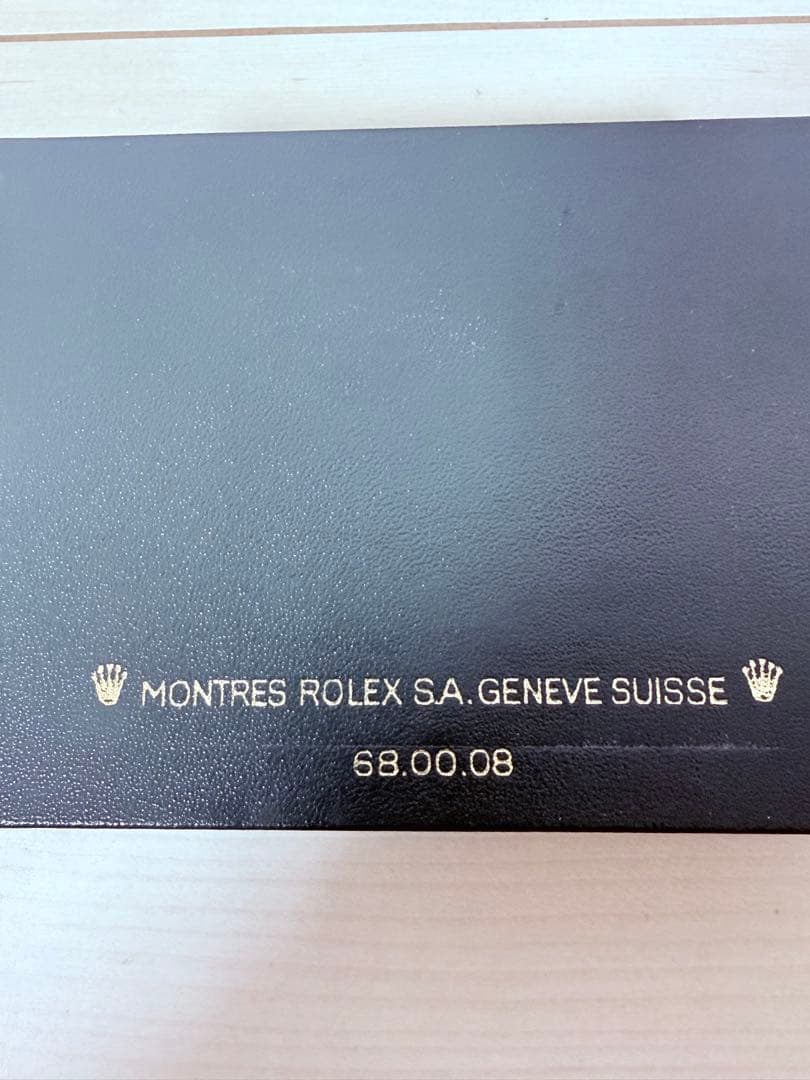 MONTRES ROLEX S.A. GENEVE SUISSE
68.00.08